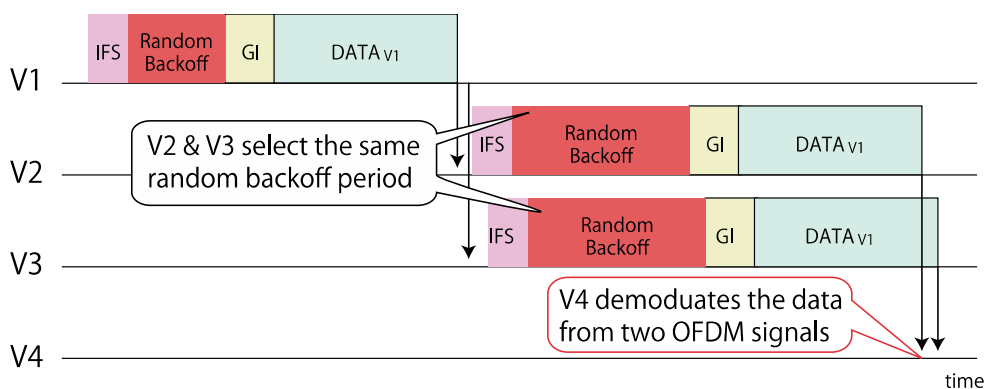 IFS Random Backoff GI DATA V1
V1
V2 & V3 select the same
random backoff period
IFS Random Backoff GI DATA V1
V2
IFS Random Backoff GI DATA V1
V3
V4 demoduates the data
from two OFDM signals
V4
time